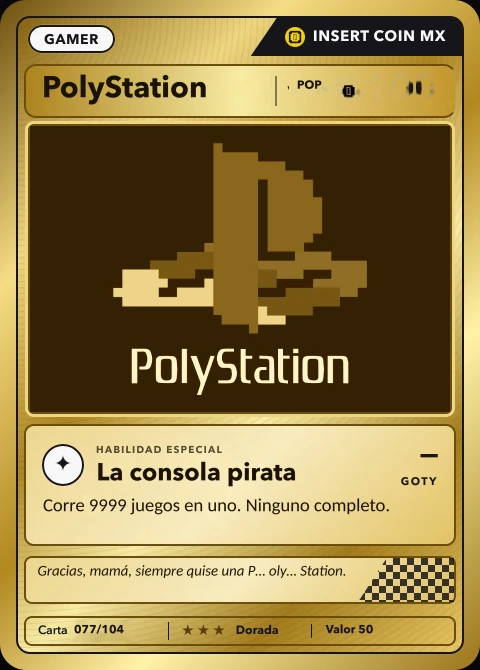 GAMER
INSERT COIN MX
PolyStation
POP
PolyStation
HABILIDAD ESPECIAL
La consola pirata
—
GOTY
Corre 9999 juegos en uno. Ninguno completo.
Gracias, mamá, siempre quise una P... oly... Station.
Carta 077/104
★★★ Dorada
Valor 50